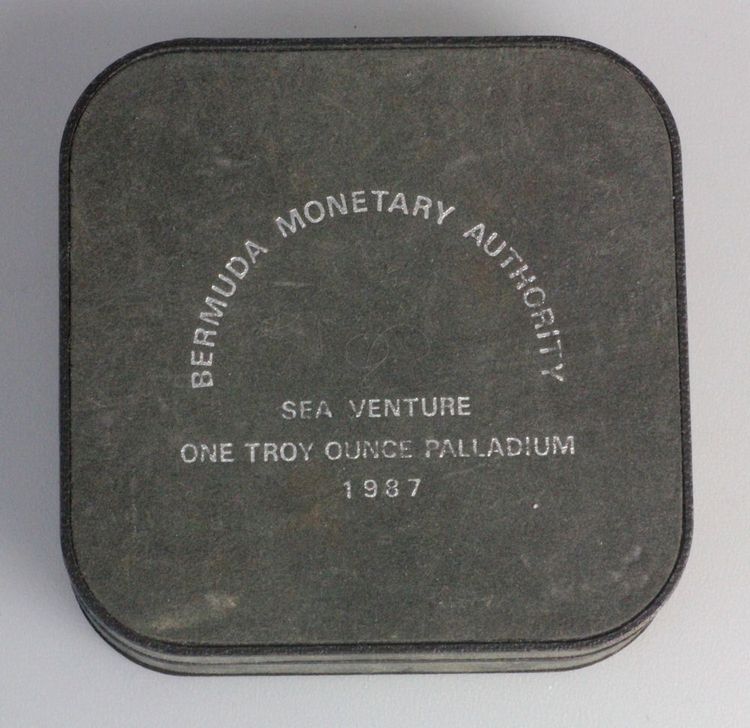 BERMUDA MONETARY AUTHORITY
SEA VENTURE
ONE TROY OUNCE PALLADIUM
1987